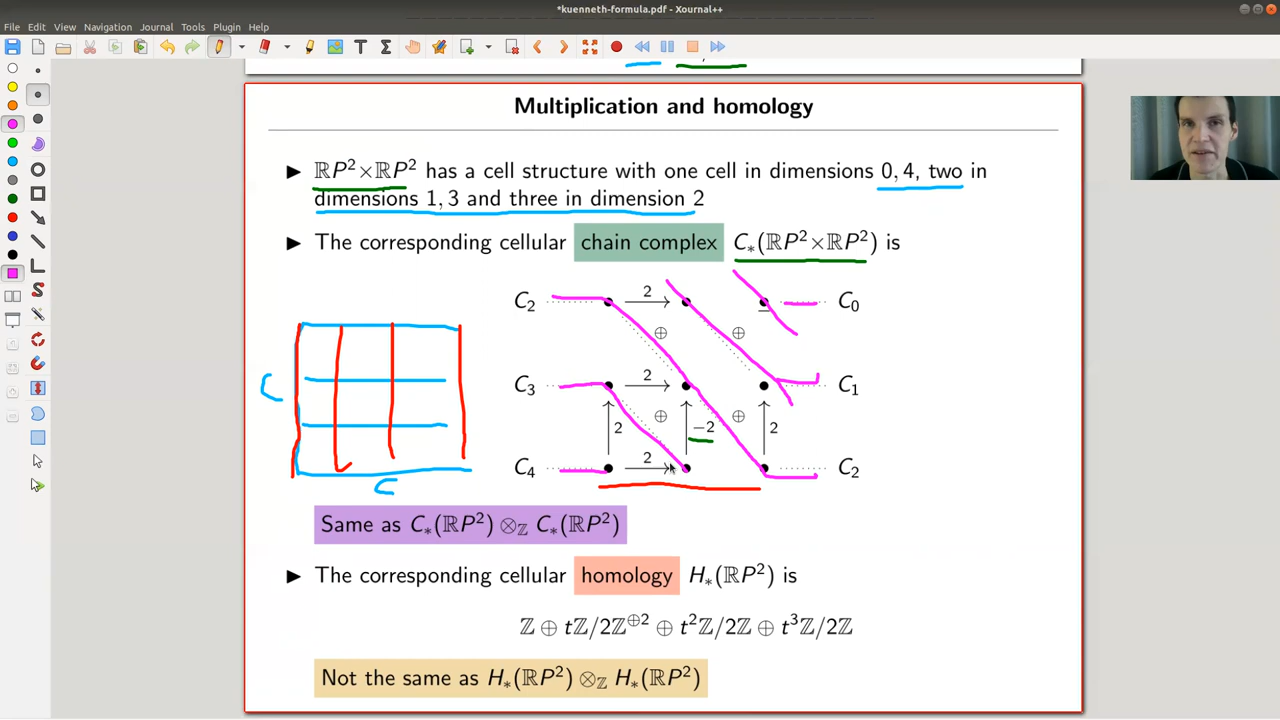 *kuenneth-formula.pdf - Xournal++
File Edit View Navigation Journal Tools Plugin Help
Multiplication and homology
▶ ℝP²×ℝP² has a cell structure with one cell in dimensions 0, 4, two in
dimensions 1, 3 and three in dimension 2
▶ The corresponding cellular chain complex C∗(ℝP²×ℝP²) is
C₂ 2 C₀
⊕ ⊕
C₃ 2 C₁
2 ⊕ −2 ⊕ 2
C₄ 2 C₂
C
C
Same as C∗(ℝP²) ⊗ℤ C∗(ℝP²)
▶ The corresponding cellular homology H∗(ℝP²) is
ℤ ⊕ tℤ/2ℤ^⊕2 ⊕ t²ℤ/2ℤ ⊕ t³ℤ/2ℤ
Not the same as H∗(ℝP²) ⊗ℤ H∗(ℝP²)